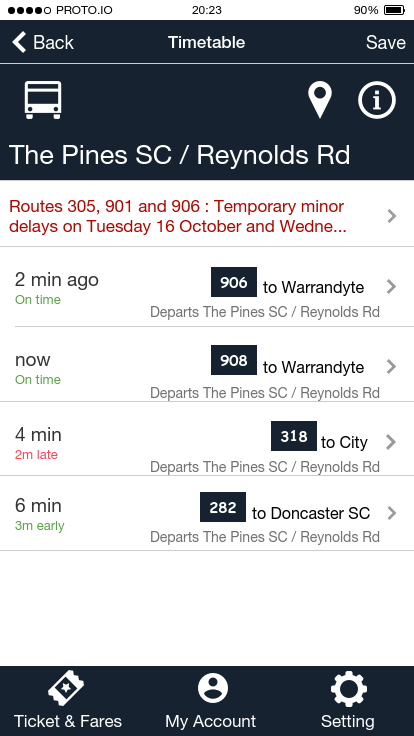 PROTO.IO 20:23 90%
Back Timetable Save
The Pines SC / Reynolds Rd
Routes 305, 901 and 906 : Temporary minor
delays on Tuesday 16 October and Wedne...
2 min ago 906 to Warrandyte
On time
Departs The Pines SC / Reynolds Rd
now 908 to Warrandyte
On time
Departs The Pines SC / Reynolds Rd
4 min 318 to City
2m late
Departs The Pines SC / Reynolds Rd
6 min 282 to Doncaster SC
3m early
Departs The Pines SC / Reynolds Rd
Ticket & Fares My Account Setting